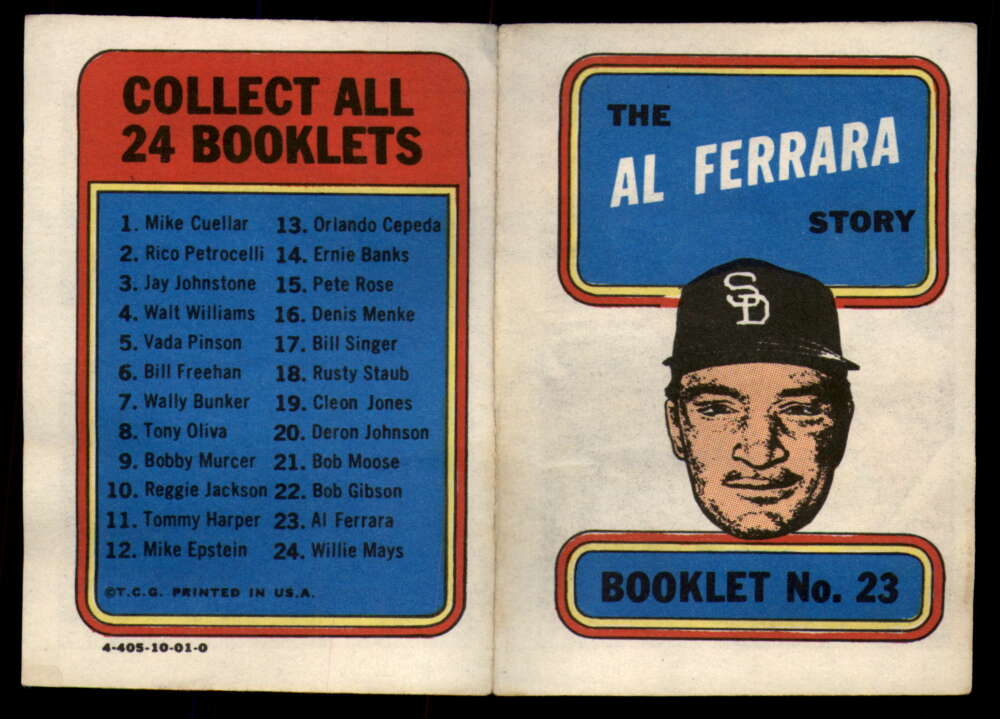 COLLECT ALL
24 BOOKLETS
1. Mike Cuellar
2. Rico Petrocelli
3. Jay Johnstone
4. Walt Williams
5. Vada Pinson
6. Bill Freehan
7. Wally Bunker
8. Tony Oliva
9. Bobby Murcer
10. Reggie Jackson
11. Tommy Harper
12. Mike Epstein
13. Orlando Cepeda
14. Ernie Banks
15. Pete Rose
16. Denis Menke
17. Bill Singer
18. Rusty Staub
19. Cleon Jones
20. Deron Johnson
21. Bob Moose
22. Bob Gibson
23. Al Ferrara
24. Willie Mays
©T.C.G. PRINTED IN U.S.A.
4-405-10-01-0
THE
AL FERRARA
STORY
SD
BOOKLET No. 23